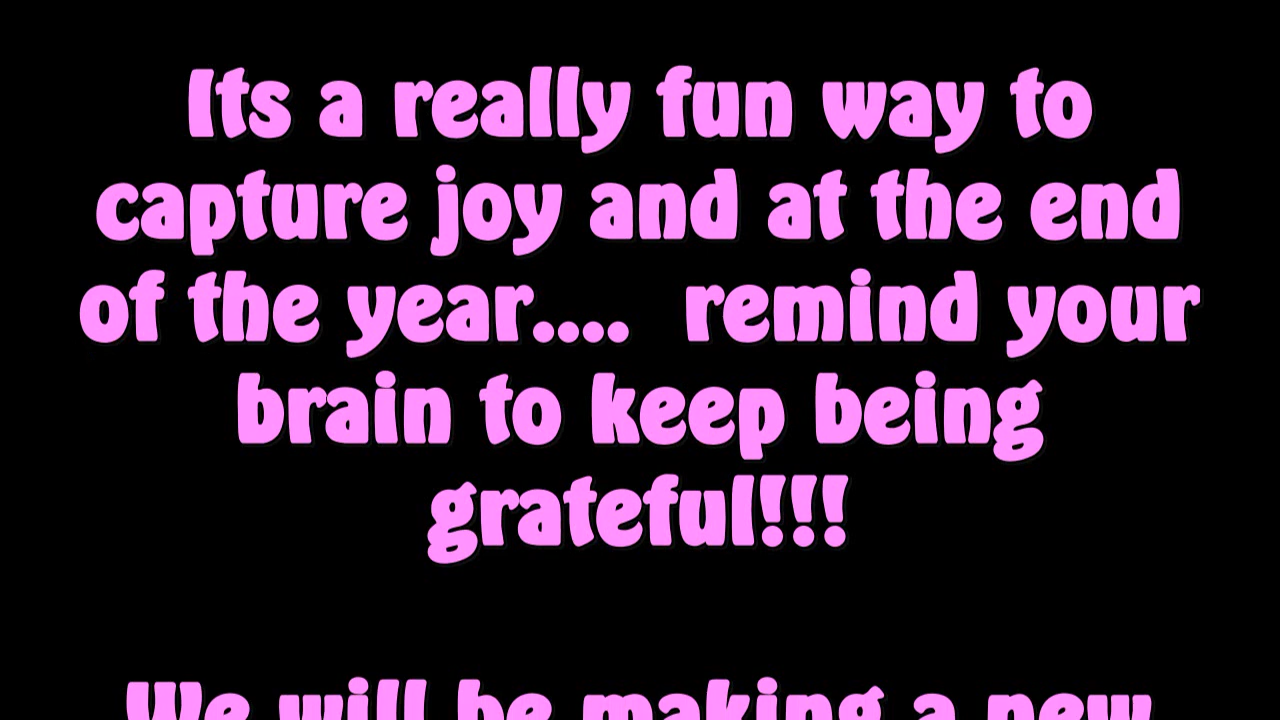 Its a really fun way to
capture joy and at the end
of the year....  remind your
brain to keep being
grateful!!!
We will be making a new